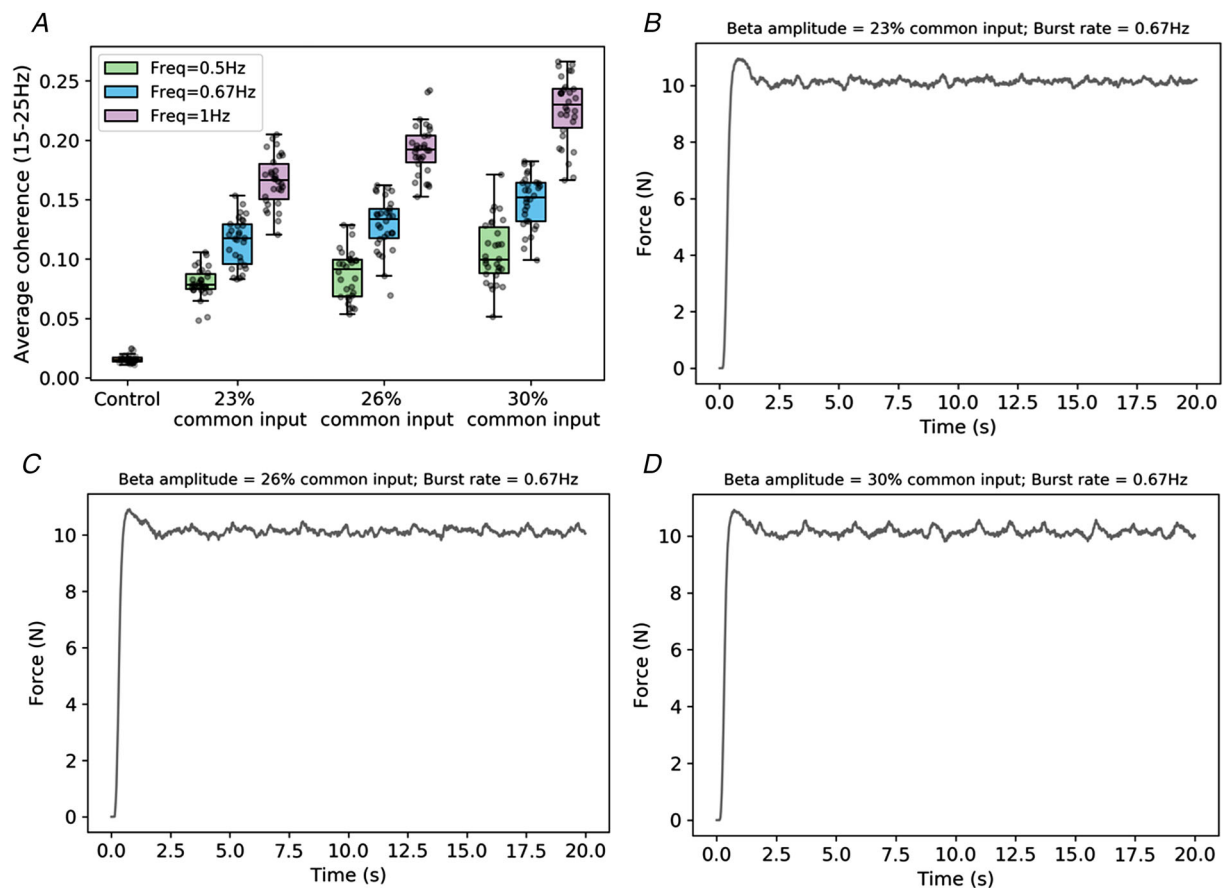 A
Freq=0.5Hz
Freq=0.67Hz
Freq=1Hz
Average coherence (15-25Hz)
0.25
0.20
0.15
0.10
0.05
0.00
Control
23%
common input
26%
common input
30%
common input
B
Beta amplitude = 23% common input; Burst rate = 0.67Hz
Force (N)
10
8
6
4
2
0
0.0 2.5 5.0 7.5 10.0 12.5 15.0 17.5 20.0
Time (s)
C
Beta amplitude = 26% common input; Burst rate = 0.67Hz
Force (N)
10
8
6
4
2
0
0.0 2.5 5.0 7.5 10.0 12.5 15.0 17.5 20.0
Time (s)
D
Beta amplitude = 30% common input; Burst rate = 0.67Hz
Force (N)
10
8
6
4
2
0
0.0 2.5 5.0 7.5 10.0 12.5 15.0 17.5 20.0
Time (s)